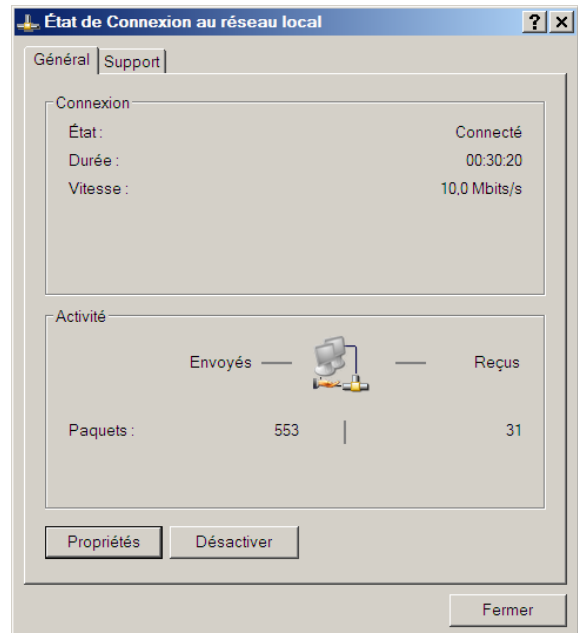 État de Connexion au réseau local
Général Support
Connexion
État : Connecté
Durée : 00:30:20
Vitesse : 10,0 Mbits/s
Activité
Envoyés Reçus
Paquets : 553 31
Propriétés Désactiver
Fermer